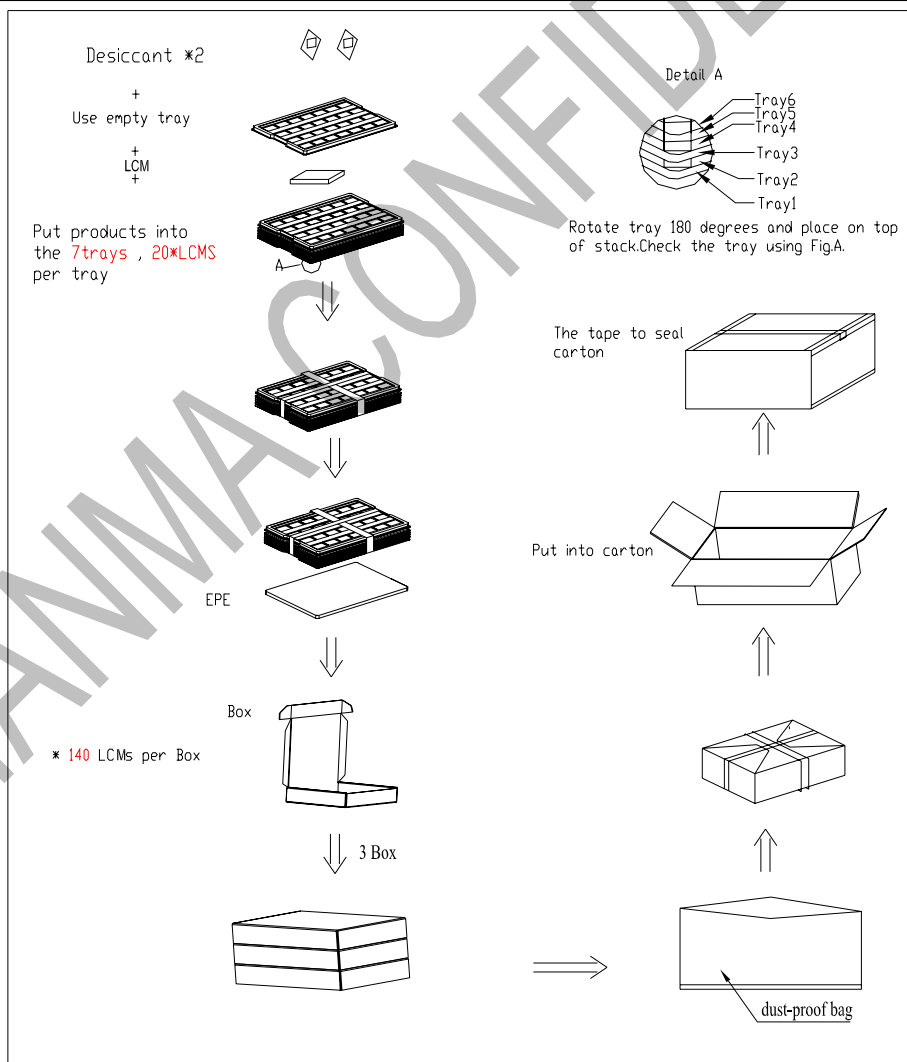 Desiccant *2
+
Use empty tray
+
LCM
+
Put products into
the 7trays , 20*LCMS
per tray
A
EPE
Box
* 140 LCMs per Box
3 Box
Detail A
Tray6
Tray5
Tray4
Tray3
Tray2
Tray1
Rotate tray 180 degrees and place on top
of stack.Check the tray using Fig.A.
The tape to seal
carton
Put into carton
dust-proof bag
ANMA CONFIDE